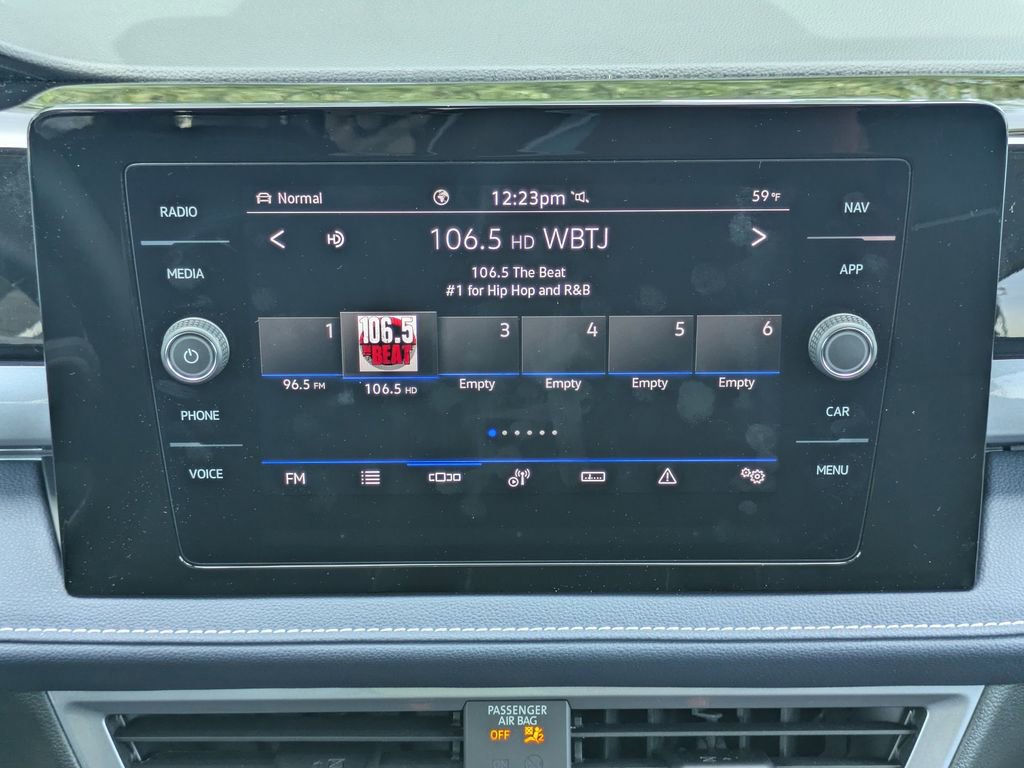 RADIO
MEDIA
PHONE
VOICE
Normal
12:23pm
59°F
106.5 HD WBTJ
106.5 The Beat
#1 for Hip Hop and R&B
1
106.5
THE BEAT
3
4
5
6
96.5 FM
106.5 HD
Empty
Empty
Empty
Empty
FM
NAV
APP
CAR
MENU
PASSENGER
AIR BAG
OFF